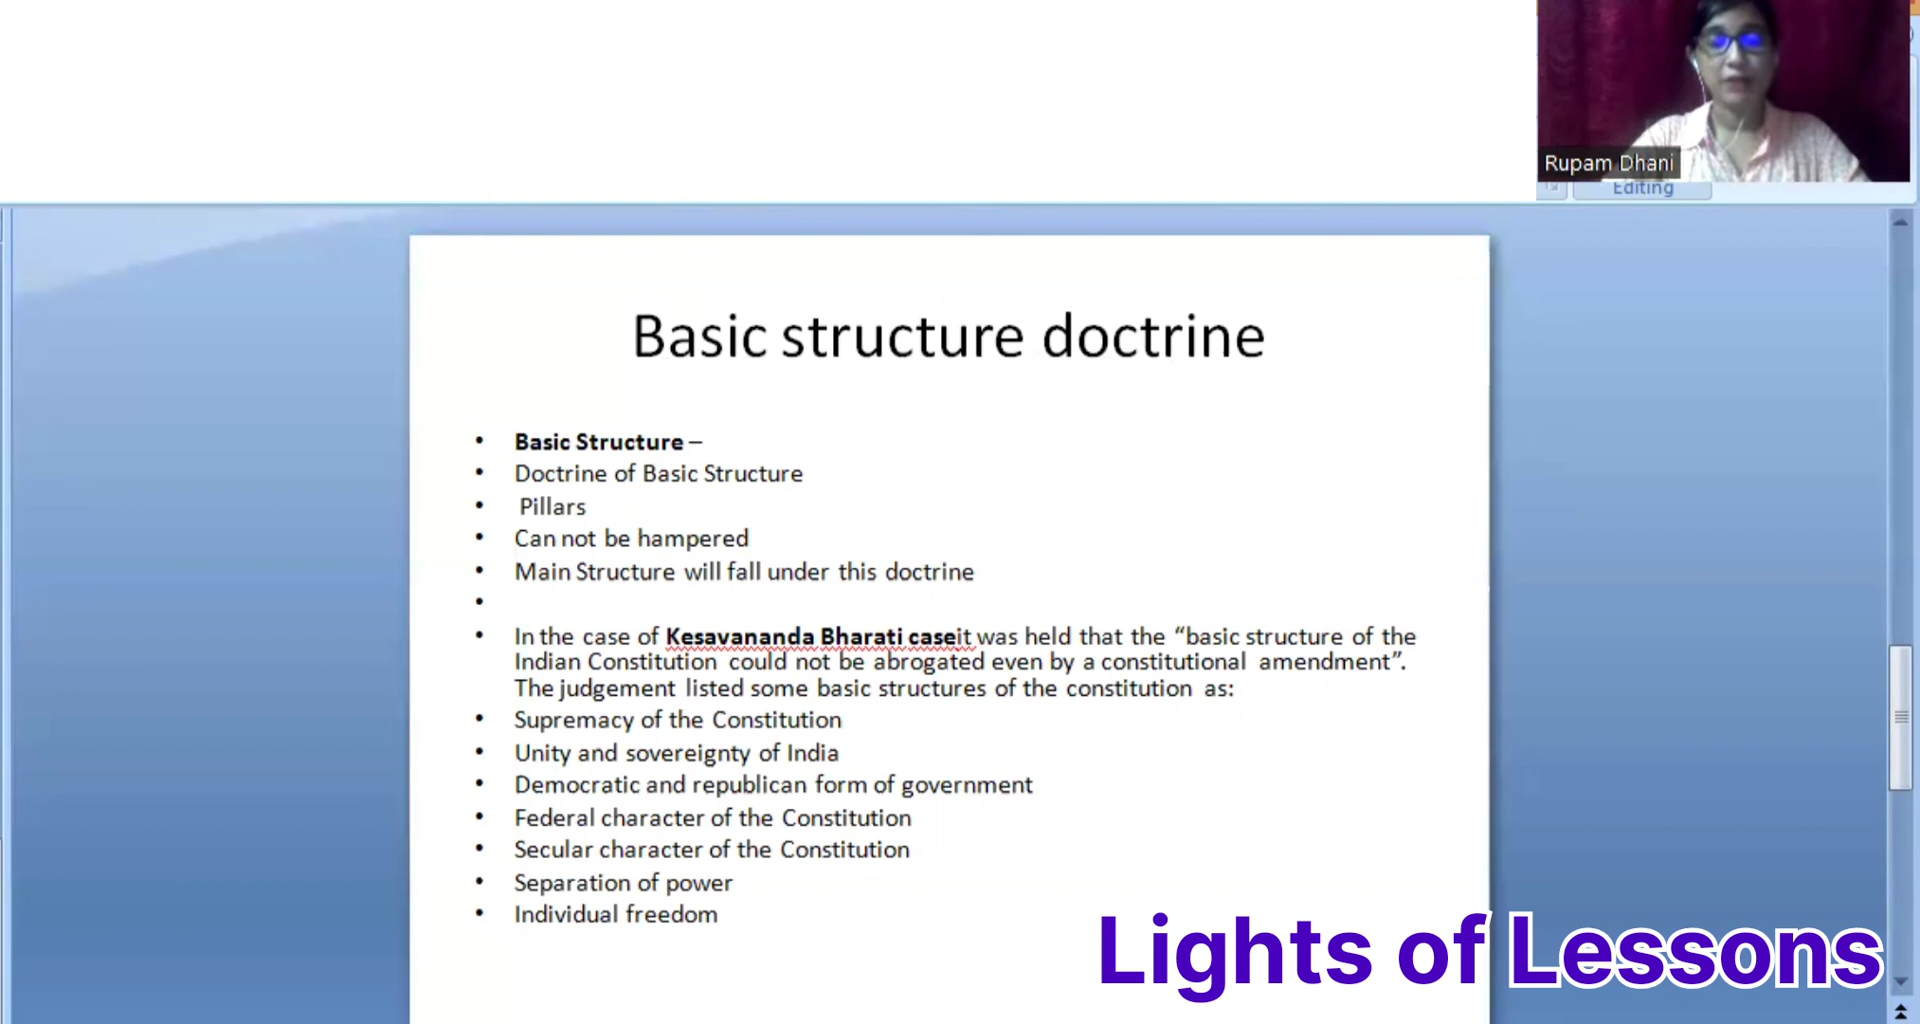 Rupam Dhani
Editing
Basic structure doctrine
• Basic Structure –
• Doctrine of Basic Structure
• Pillars
• Can not be hampered
• Main Structure will fall under this doctrine
•
• In the case of Kesavananda Bharati caseit was held that the “basic structure of the
Indian Constitution could not be abrogated even by a constitutional amendment”.
The judgement listed some basic structures of the constitution as:
• Supremacy of the Constitution
• Unity and sovereignty of India
• Democratic and republican form of government
• Federal character of the Constitution
• Secular character of the Constitution
• Separation of power
• Individual freedom
Lights of Lessons